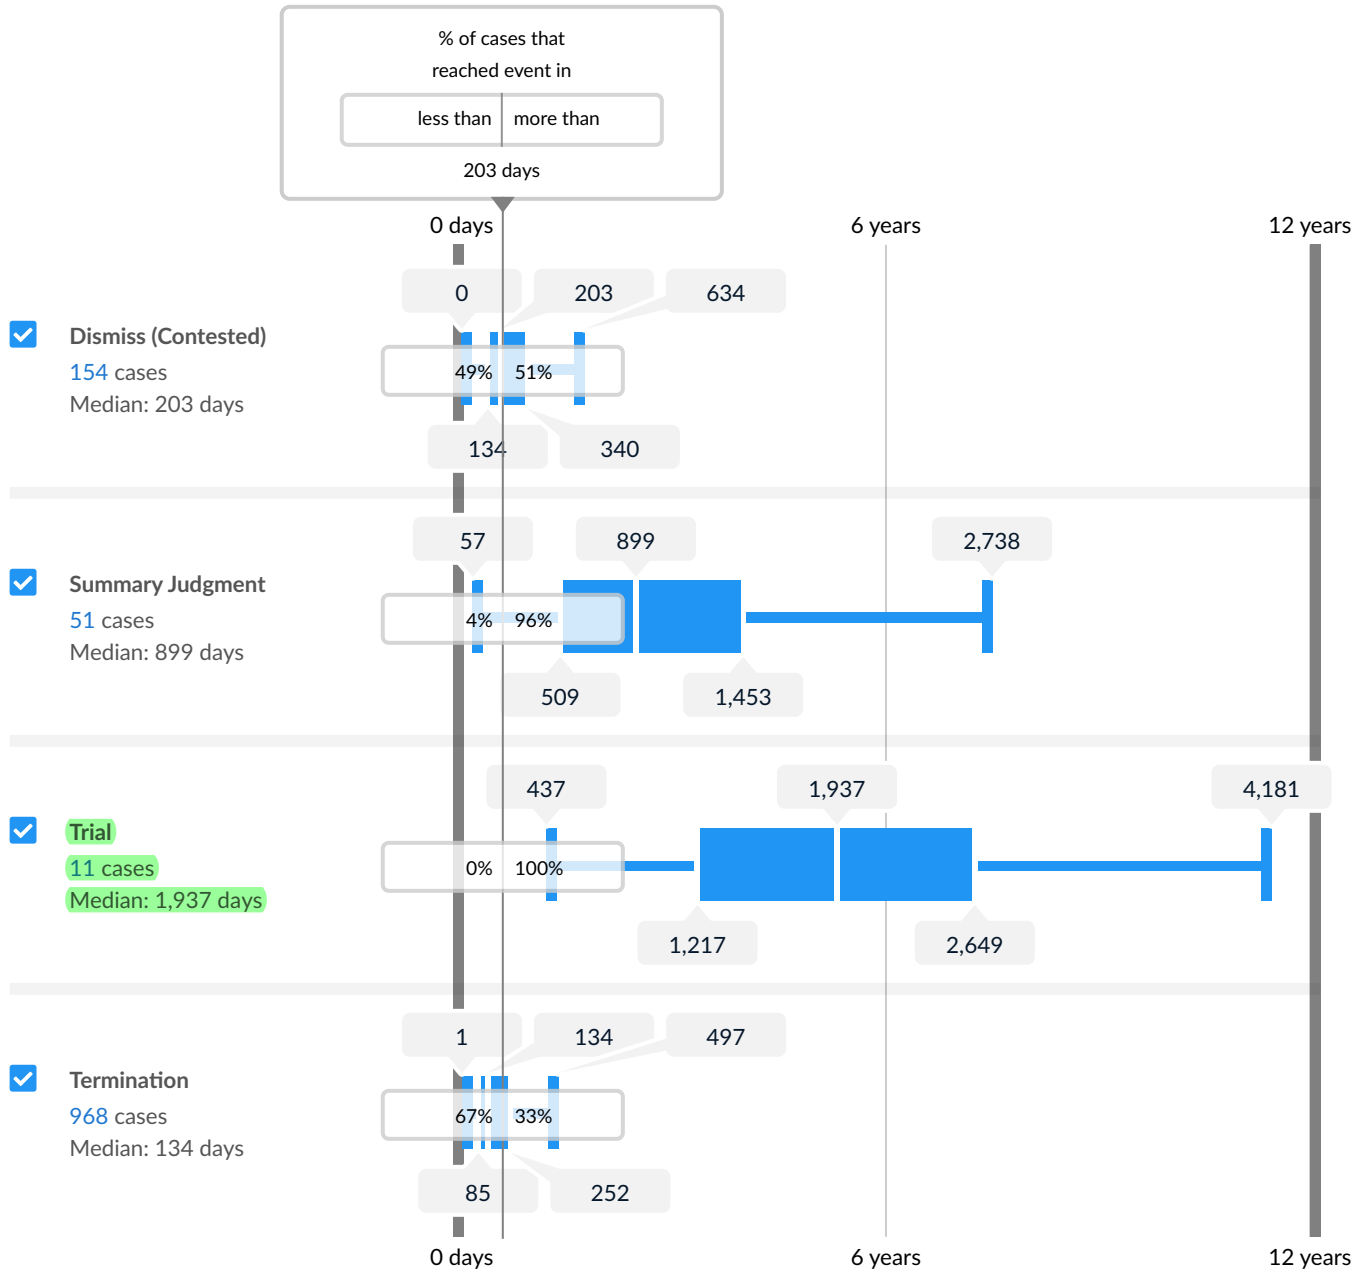 % of cases that
reached event in
less than more than
203 days
0 days 6 years 12 years
0 203 634
Dismiss (Contested)
154 cases
Median: 203 days
49% 51%
134 340
57 899 2,738
Summary Judgment
51 cases
Median: 899 days
4% 96%
509 1,453
437 1,937 4,181
Trial
11 cases
Median: 1,937 days
0% 100%
1,217 2,649
1 134 497
Termination
968 cases
Median: 134 days
67% 33%
85 252
0 days 6 years 12 years